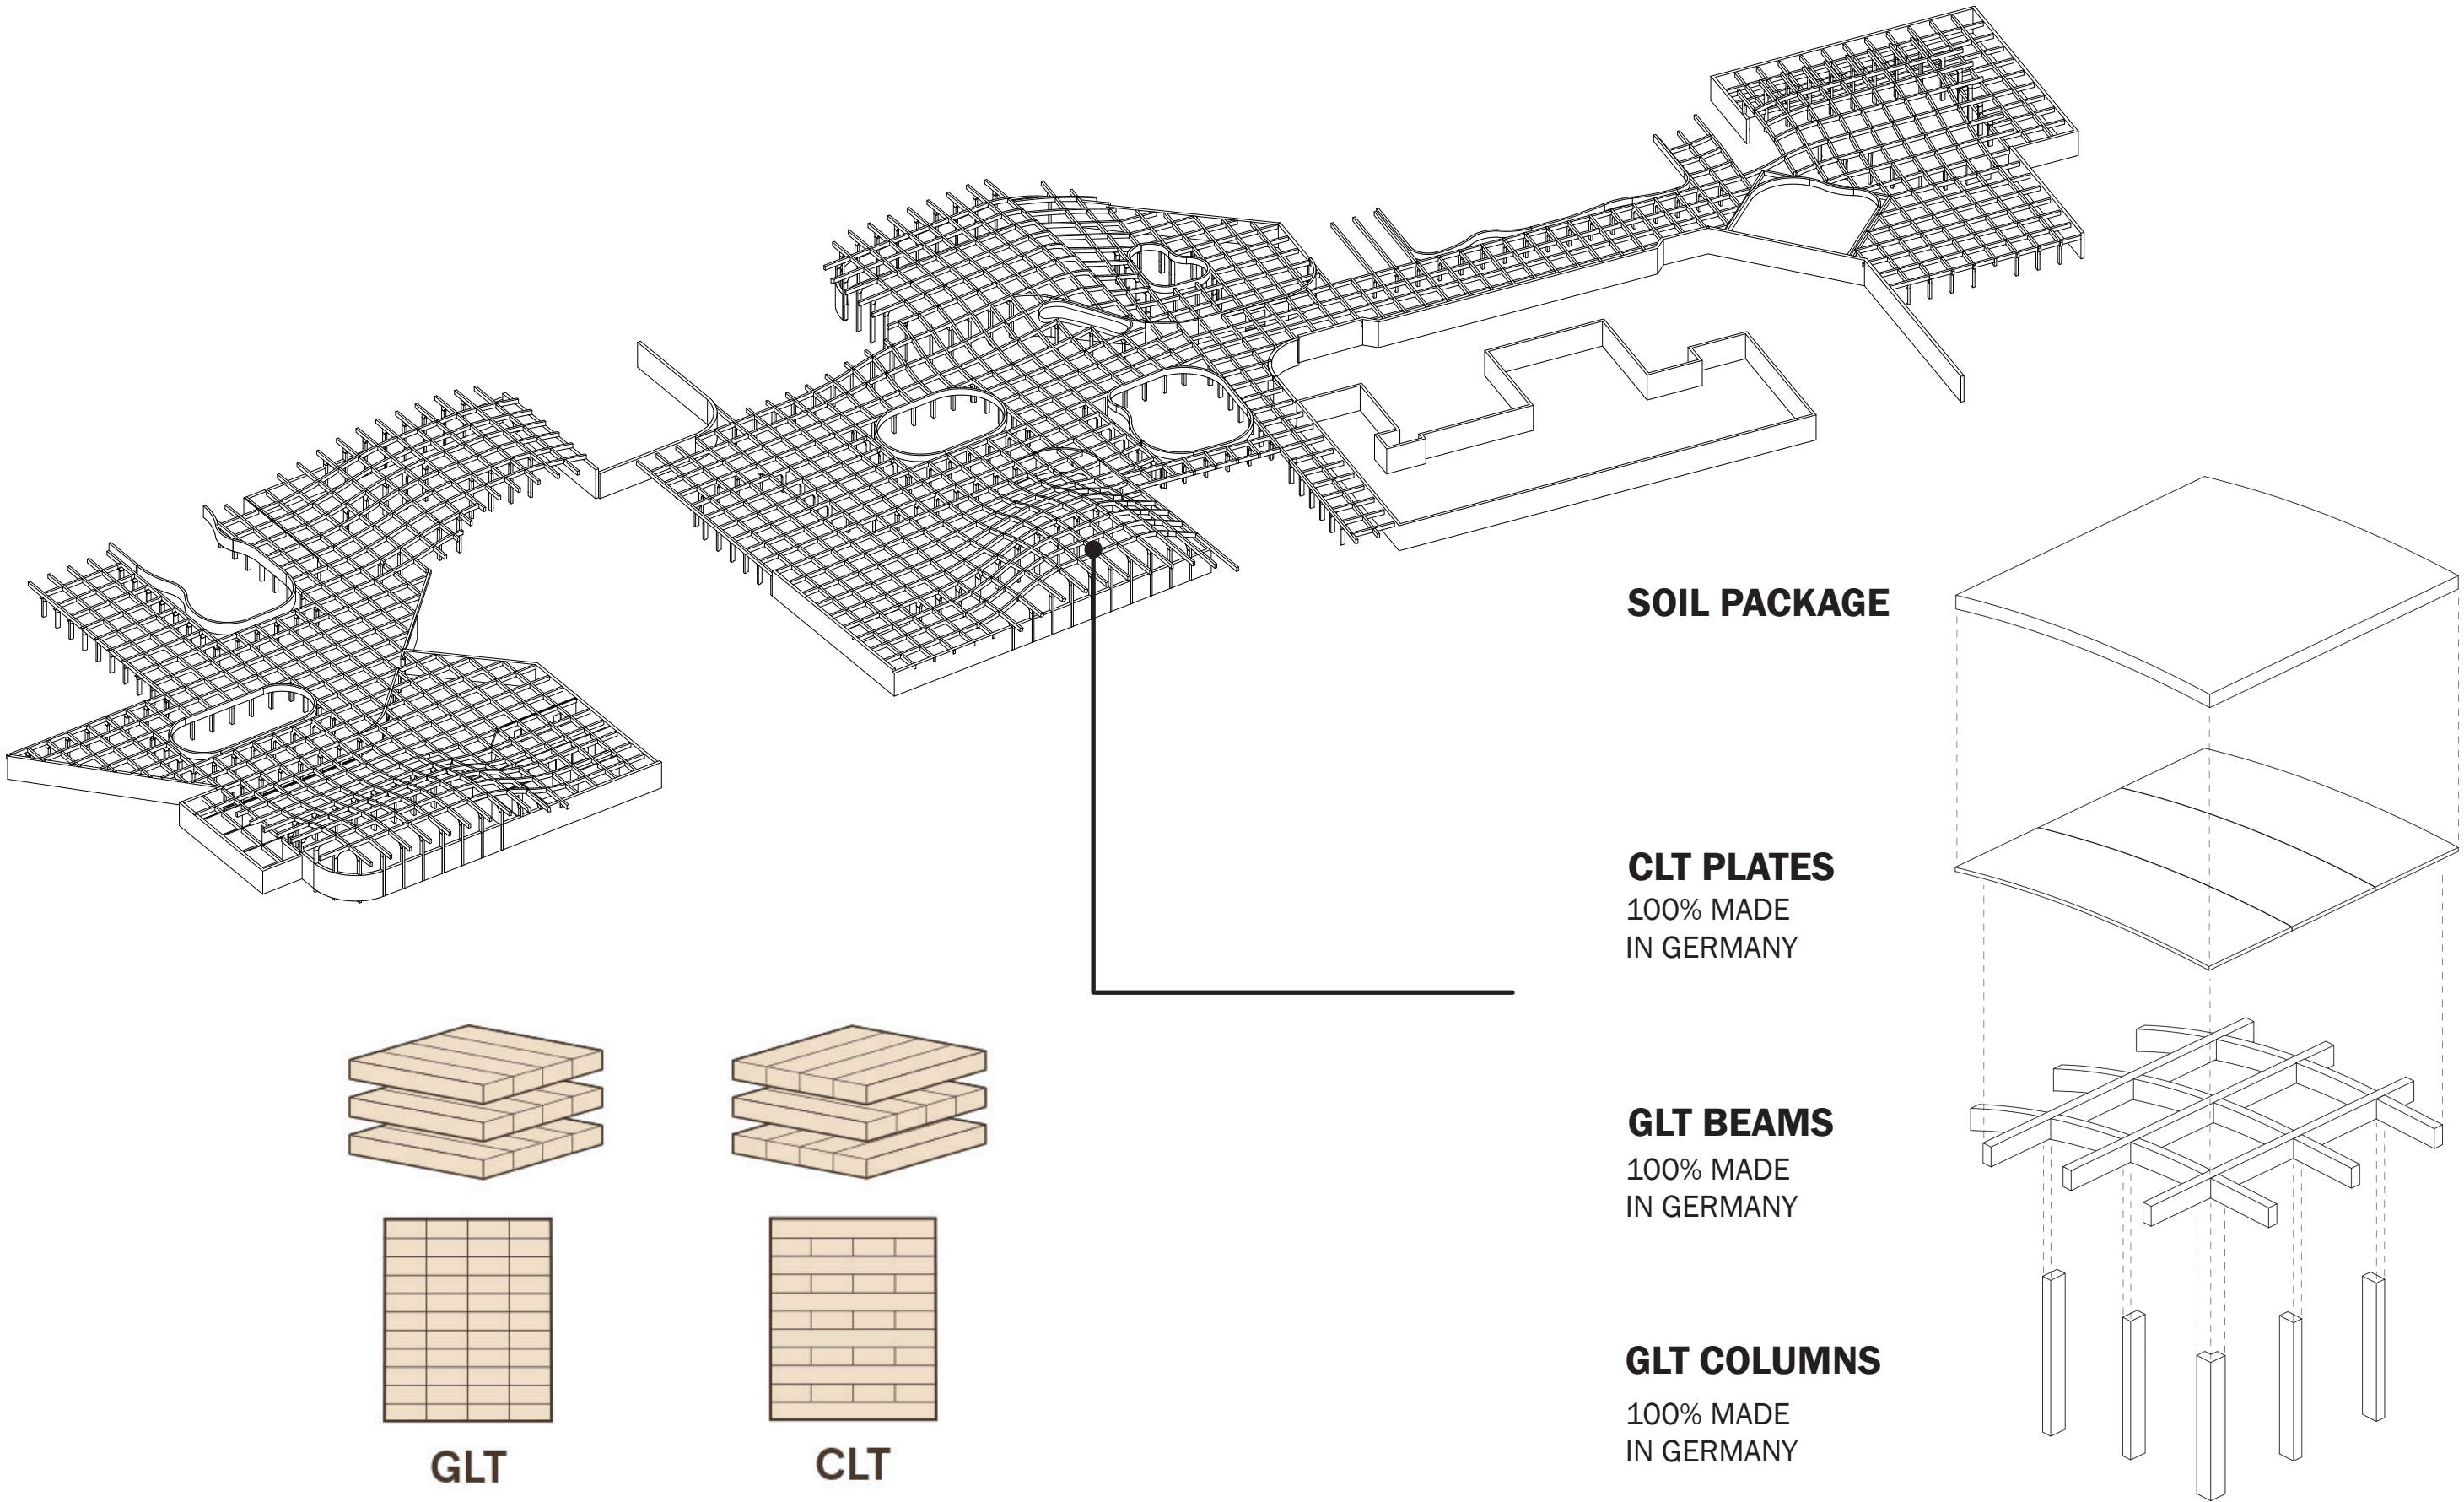 SOIL PACKAGE
CLT PLATES
100% MADE
IN GERMANY
GLT BEAMS
100% MADE
IN GERMANY
GLT COLUMNS
100% MADE
IN GERMANY
GLT
CLT